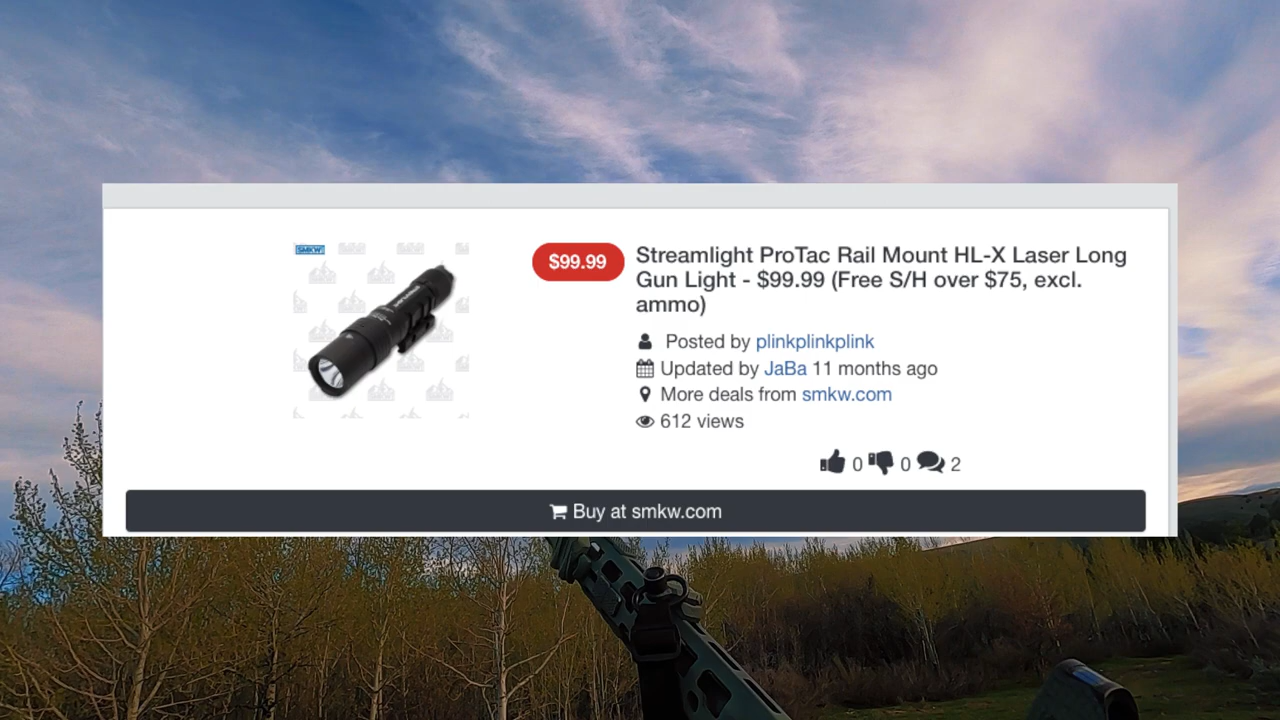 SMKW
$99.99
Streamlight ProTac Rail Mount HL-X Laser Long
Gun Light - $99.99 (Free S/H over $75, excl.
ammo)
Posted by plinkplinkplink
Updated by JaBa 11 months ago
More deals from smkw.com
612 views
0 0 2
Buy at smkw.com